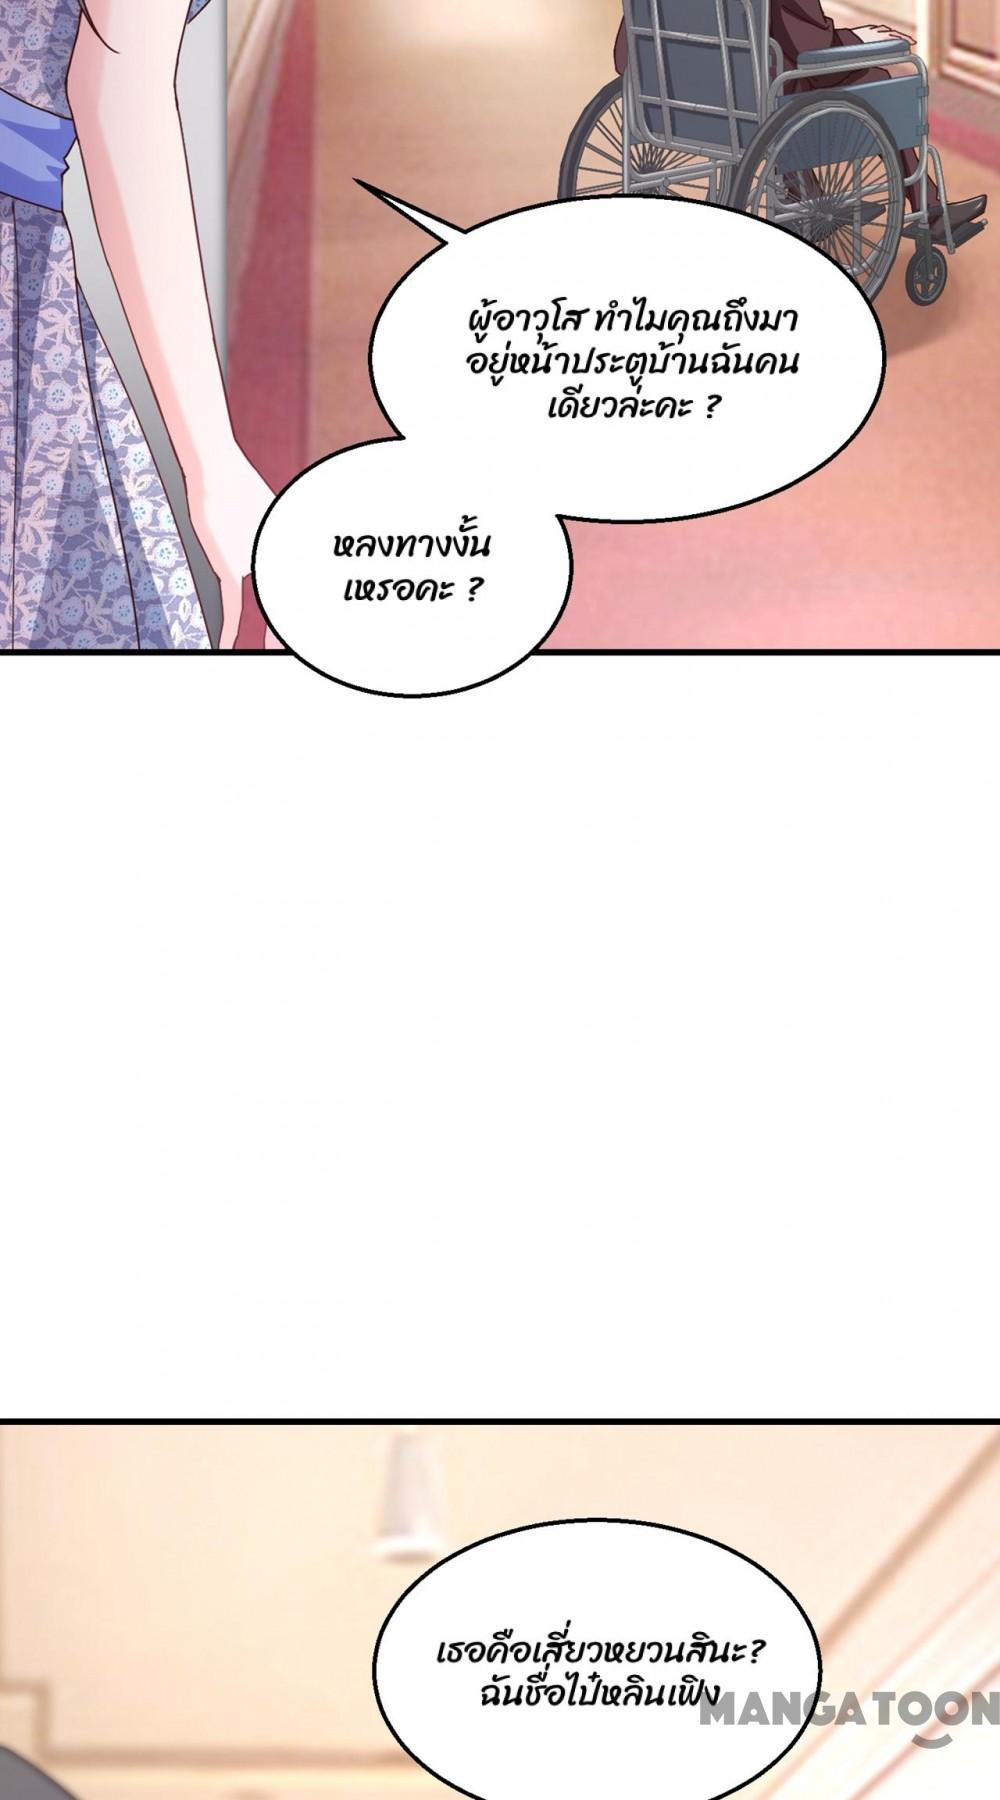 ผู้อาวุโส ทำไมคุณถึงมา
อยู่หน้าประตูบ้านฉันคน
เดียวล่ะคะ ?
หลงทางงั้น
เหรอคะ ?
เธอคือเสี่ยวหยวนสินะ?
ฉันชื่อไป๋หลินเฟิง
MANGATOON